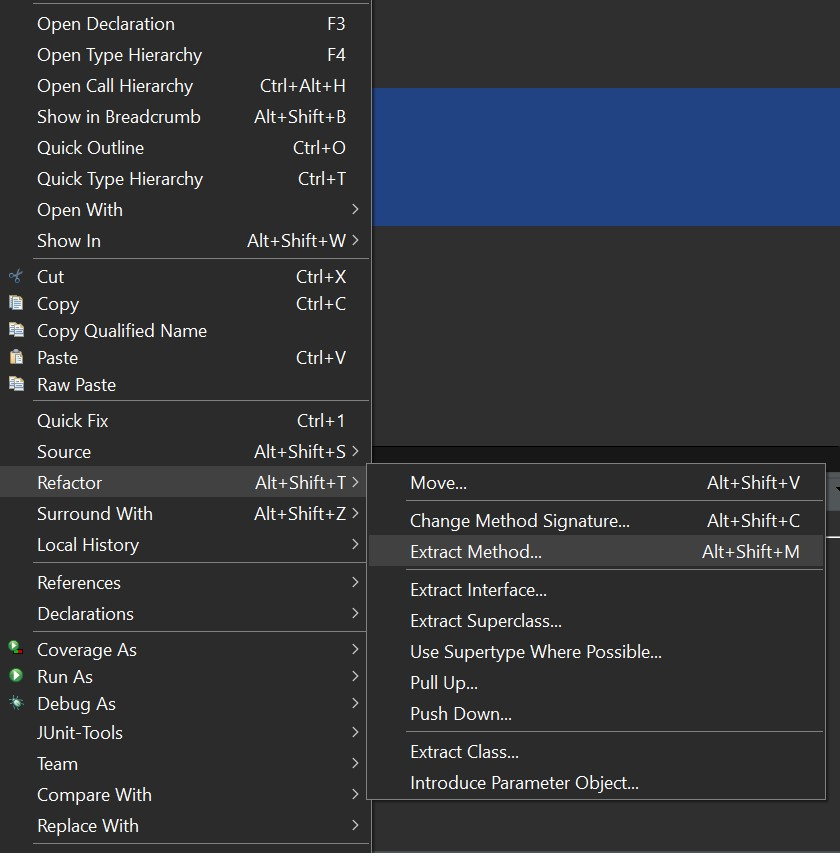 Open Declaration F3
Open Type Hierarchy F4
Open Call Hierarchy Ctrl+Alt+H
Show in Breadcrumb Alt+Shift+B
Quick Outline Ctrl+O
Quick Type Hierarchy Ctrl+T
Open With
Show In Alt+Shift+W
Cut Ctrl+X
Copy Ctrl+C
Copy Qualified Name
Paste Ctrl+V
Raw Paste
Quick Fix Ctrl+1
Source Alt+Shift+S
Refactor Alt+Shift+T
Surround With Alt+Shift+Z
Local History
References
Declarations
Coverage As
Run As
Debug As
JUnit-Tools
Team
Compare With
Replace With
Move... Alt+Shift+V
Change Method Signature... Alt+Shift+C
Extract Method... Alt+Shift+M
Extract Interface...
Extract Superclass...
Use Supertype Where Possible...
Pull Up...
Push Down...
Extract Class...
Introduce Parameter Object...